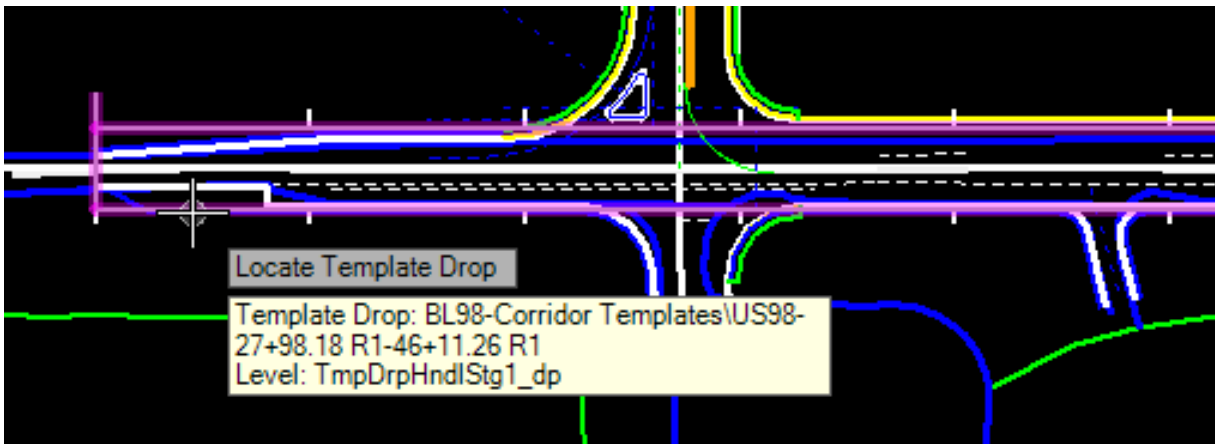 Locate Template Drop
Template Drop: BL98-Corridor Templates\US98-
27+98.18 R1-46+11.26 R1
Level: TmpDrpHndlStg1_dp